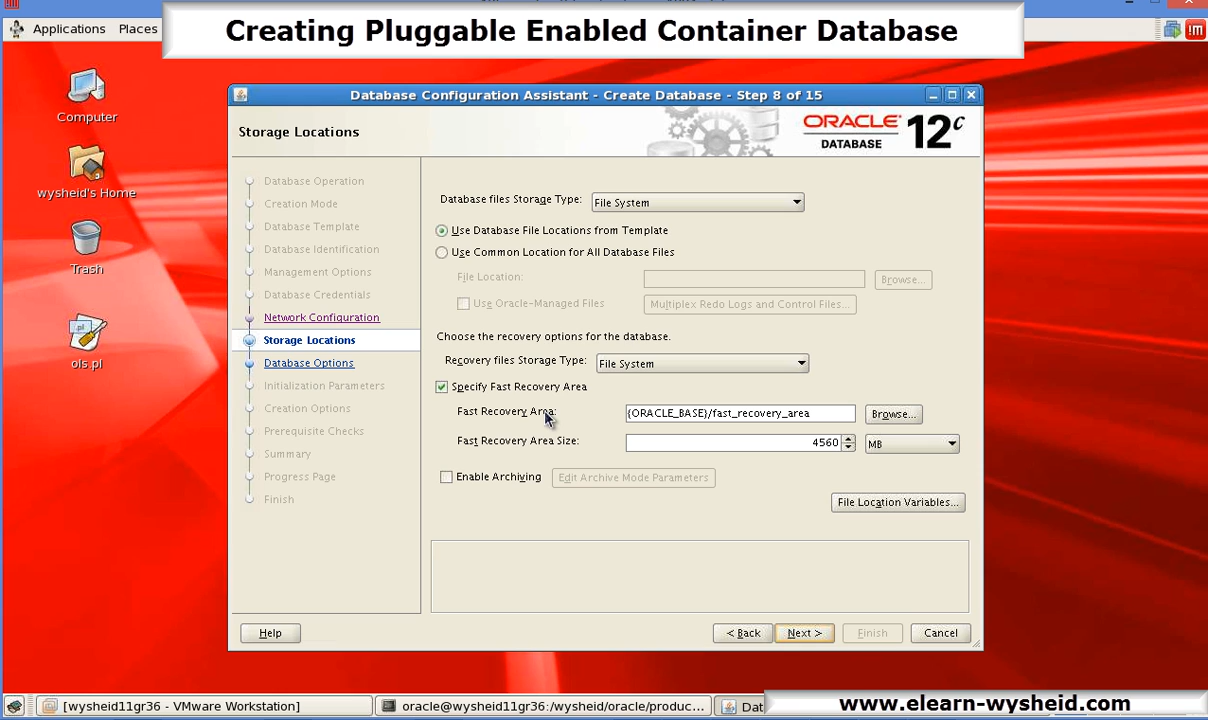 Creating Pluggable Enabled Container Database
Applications Places
Computer
wysheid's Home
Trash
ols pl
Database Configuration Assistant - Create Database - Step 8 of 15
Storage Locations
ORACLE
DATABASE
12c
Database Operation
Creation Mode
Database Template
Database Identification
Management Options
Database Credentials
Network Configuration
Storage Locations
Database Options
Initialization Parameters
Creation Options
Prerequisite Checks
Summary
Progress Page
Finish
Database files Storage Type: File System
Use Database File Locations from Template
Use Common Location for All Database Files
File Location: Browse...
Use Oracle-Managed Files Multiplex Redo Logs and Control Files...
Choose the recovery options for the database.
Recovery files Storage Type: File System
Specify Fast Recovery Area
Fast Recovery Area: {ORACLE_BASE}/fast_recovery_area Browse...
Fast Recovery Area Size: 4560 MB
Enable Archiving Edit Archive Mode Parameters
File Location Variables...
Help < Back Next > Finish Cancel
[wysheid11gr36 - VMware Workstation] oracle@wysheid11gr36:/wysheid/oracle/produc... Dat
www.elearn-wysheid.com